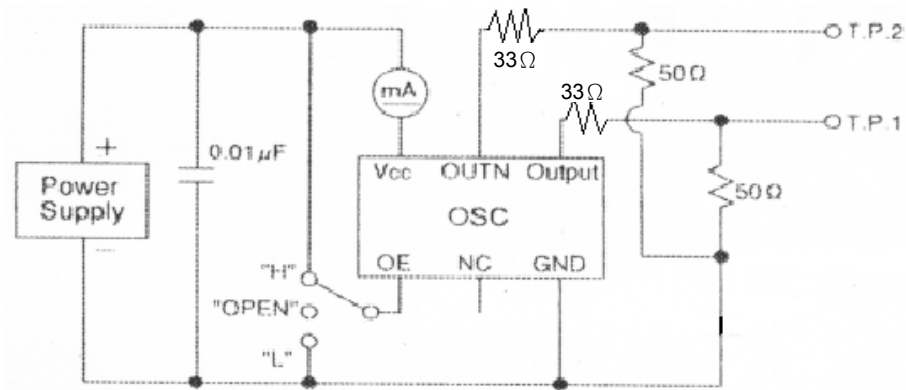 33Ω
T.P.2
50Ω
33Ω
T.P.1
mA
+
0.01µF
Vcc OUTN Output
Power
Supply
50Ω
OSC
—
OE NC GND
"H"
"OPEN"
"L"